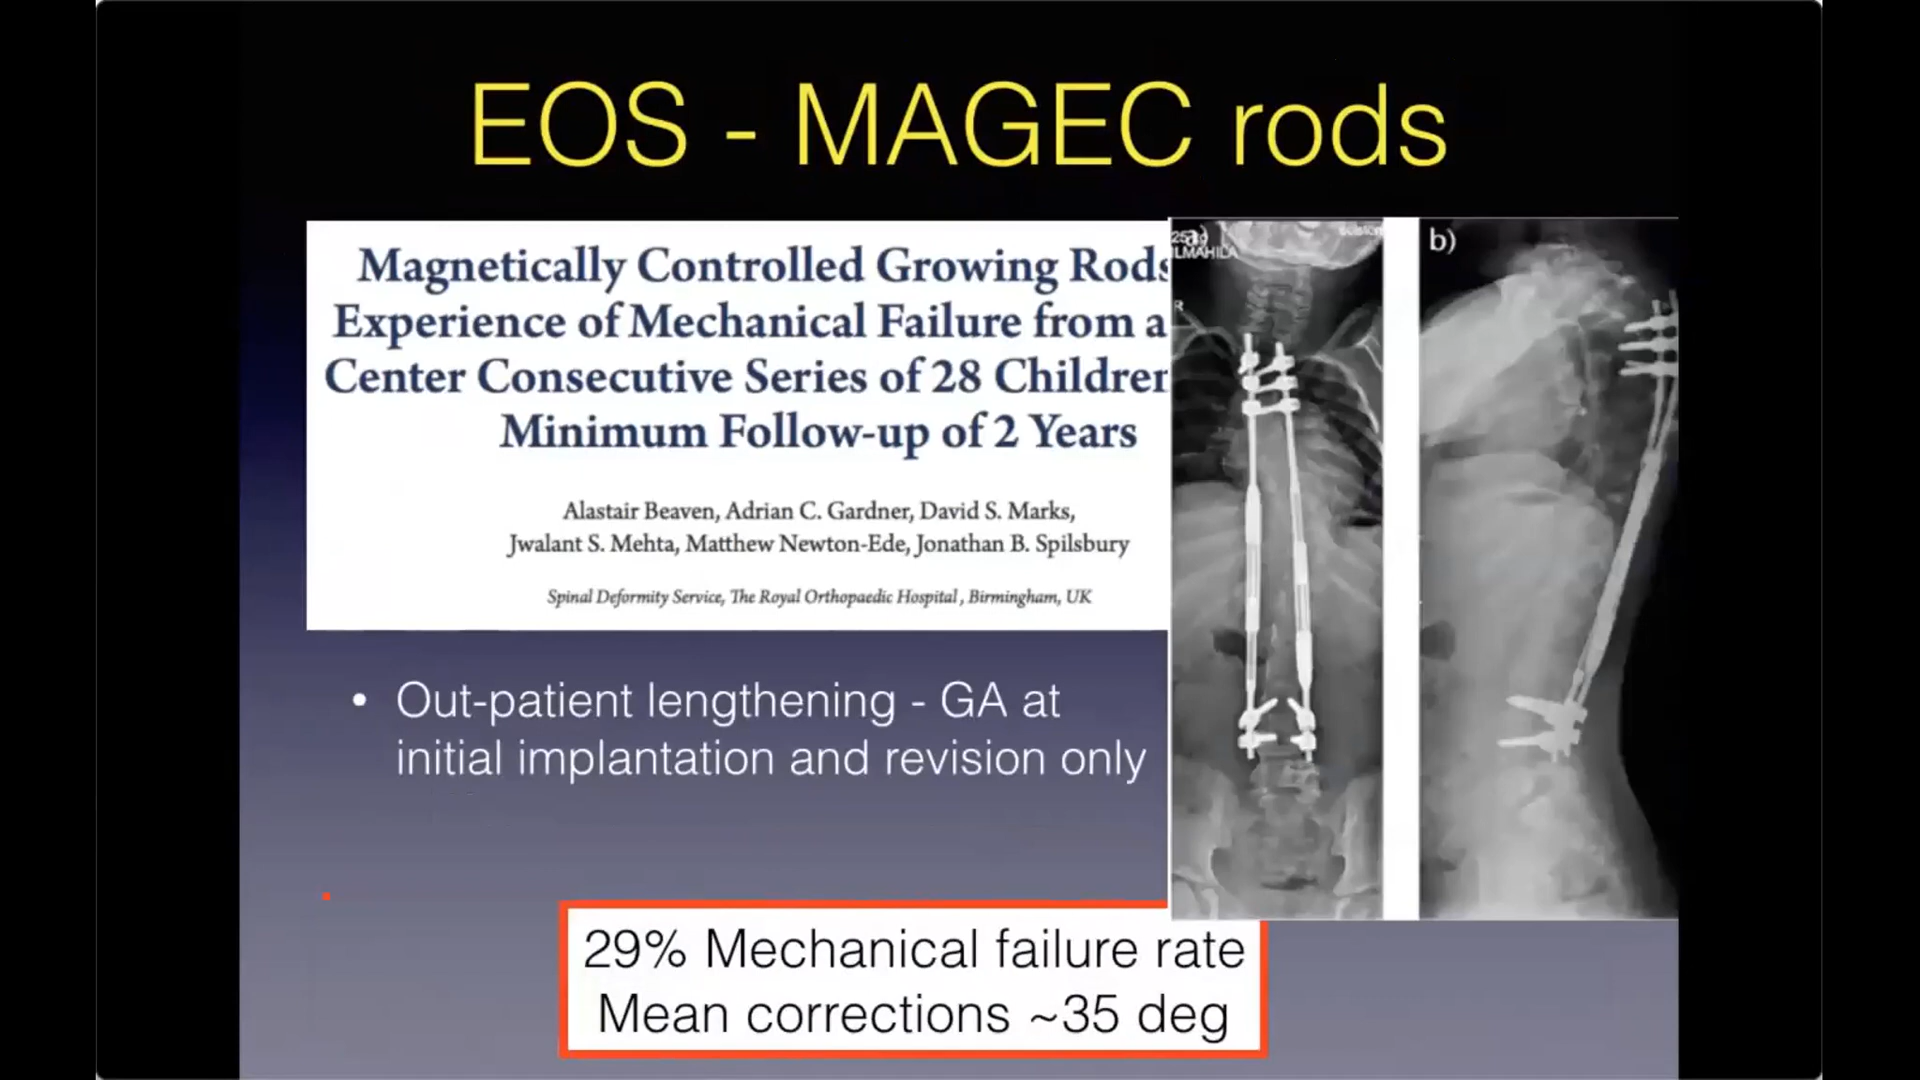 EOS - MAGEC rods
Magnetically Controlled Growing Rods
Experience of Mechanical Failure from a
Center Consecutive Series of 28 Children
Minimum Follow-up of 2 Years
Alastair Beaven, Adrian C. Gardner, David S. Marks,
Jwalant S. Mehta, Matthew Newton-Ede, Jonathan B. Spilsbury
Spinal Deformity Service, The Royal Orthopaedic Hospital, Birmingham, UK
a)
ILMAHILA
R
b)
• Out-patient lengthening - GA at
initial implantation and revision only
29% Mechanical failure rate
Mean corrections ~35 deg